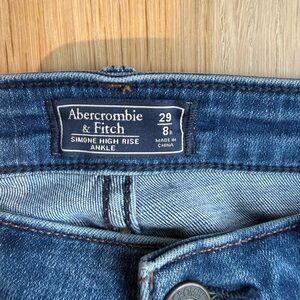 Abercrombie
& Fitch
SIMONE HIGH RISE
ANKLE
29
8R
MADE IN
CHINA